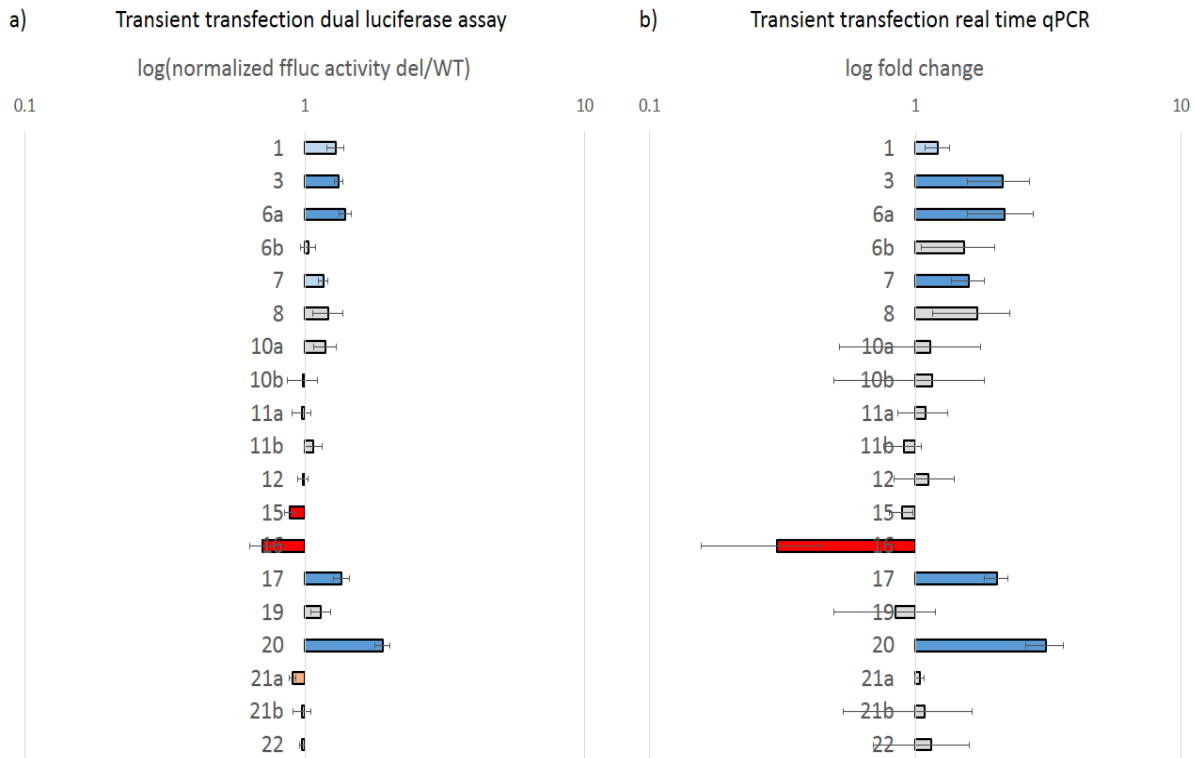 a) Transient transfection dual luciferase assay
log(normalized ffluc activity del/WT)
0.1 1 10
1
3
6a
6b
7
8
10a
10b
11a
11b
12
15
16
17
19
20
21a
21b
22
b) Transient transfection real time qPCR
log fold change
0.1 1 10
1
3
6a
6b
7
8
10a
10b
11a
11b
12
15
16
17
19
20
21a
21b
22